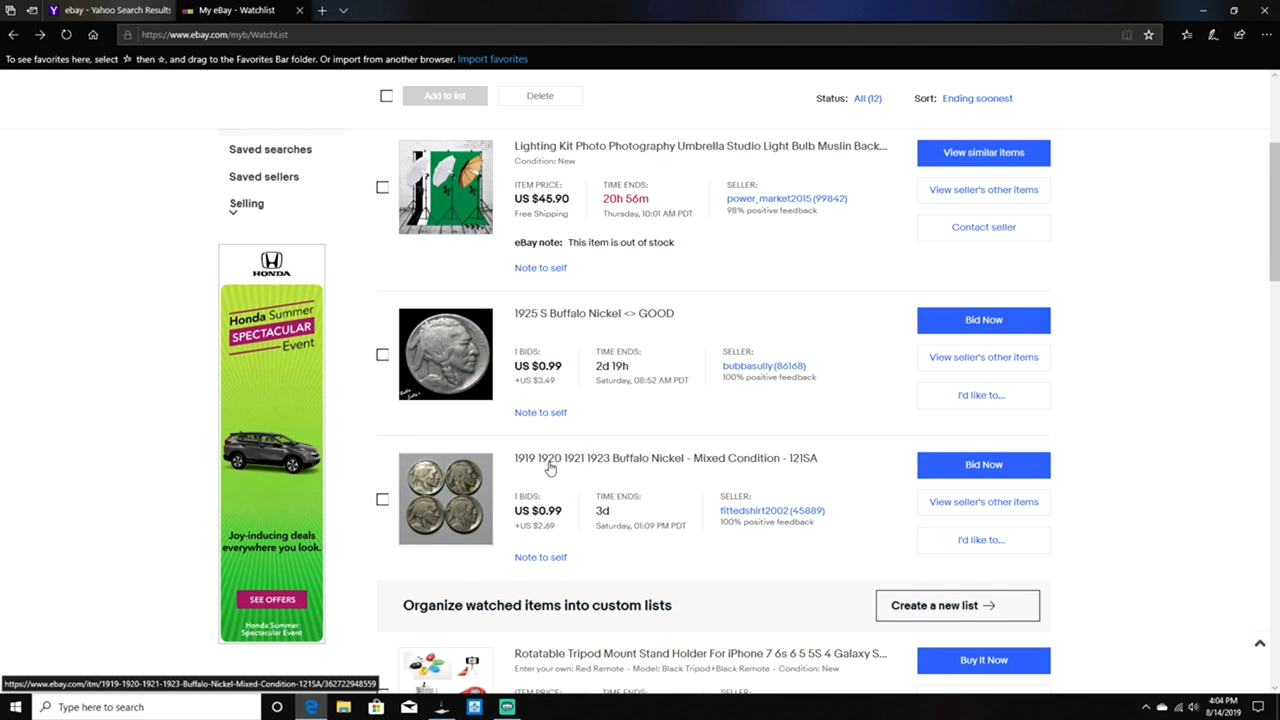 ebay - Yahoo Search Results
My eBay - Watchlist
https://www.ebay.com/myb/WatchList
To see favorites here, select ☆ then ☆, and drag to the Favorites Bar folder. Or import from another browser. Import favorites
Add to list
Delete
Status: All (12)
Sort: Ending soonest
Saved searches
Saved sellers
Selling
HONDA
Honda Summer
SPECTACULAR
Event
Joy-inducing deals
everywhere you look.
SEE OFFERS
Honda Summer
Spectacular Event
Lighting Kit Photo Photography Umbrella Studio Light Bulb Muslin Back...
Condition: New
ITEM PRICE:
US $45.90
Free Shipping
TIME ENDS:
20h 56m
Thursday, 10:01 AM PDT
SELLER:
power_market2015 (99842)
98% positive feedback
eBay note: This item is out of stock
Note to self
View similar items
View seller's other items
Contact seller
1925 S Buffalo Nickel <> GOOD
1 BIDS:
US $0.99
+US $3.49
TIME ENDS:
2d 19h
Saturday, 08:52 AM PDT
SELLER:
bubbasully (86168)
100% positive feedback
Note to self
Bid Now
View seller's other items
I'd like to...
1919 1920 1921 1923 Buffalo Nickel - Mixed Condition - 121SA
1 BIDS:
US $0.99
+US $2.69
TIME ENDS:
3d
Saturday, 01:09 PM PDT
SELLER:
fittedshirt2002 (45889)
100% positive feedback
Note to self
Bid Now
View seller's other items
I'd like to...
Organize watched items into custom lists
Create a new list →
Rotatable Tripod Mount Stand Holder For iPhone 7 6s 6 5 5S 4 Galaxy S...
Enter your own: Red Remote - Model: Black Tripod+Black Remote - Condition: New
ITEM PRICE:
TIME ENDS:
SELLER:
Buy It Now
https://www.ebay.com/itm/1919-1920-1921-1923-Buffalo-Nickel-Mixed-Condition-121SA/362722948559
Type here to search
4:04 PM
8/14/2019